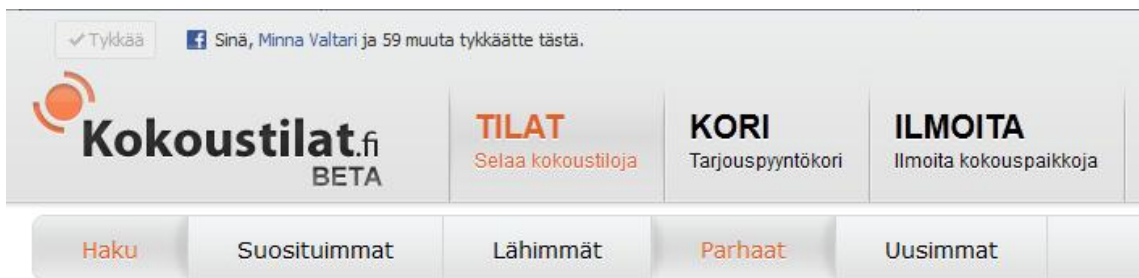 Tykkää Sinä, Minna Valtari ja 59 muuta tykkäätte tästä.
Kokoustilat.fi
BETA
TILAT
Selaa kokoustiloja
KORI
Tarjouspyyntökori
ILMOITA
Ilmoita kokouspaikkoja
Haku Suosituimmat Lähimmät Parhaat Uusimmat